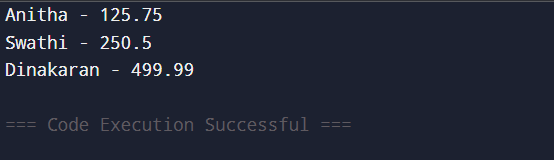 Anitha - 125.75
Swathi - 250.5
Dinakaran - 499.99
=== Code Execution Successful ===